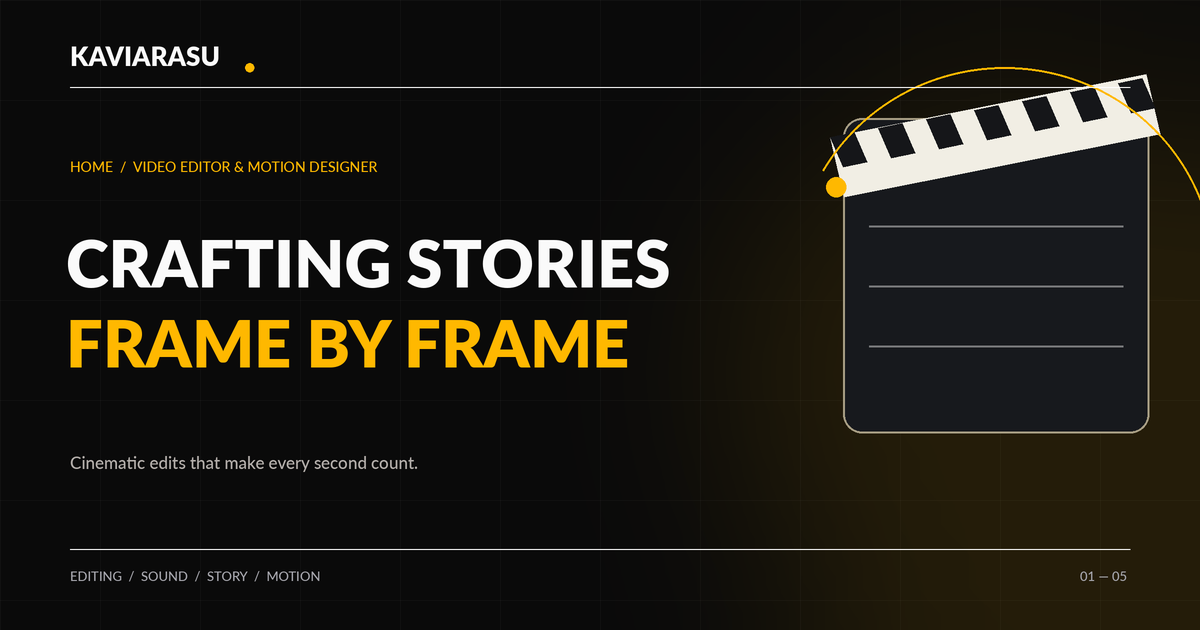 KAVIARASU
HOME / VIDEO EDITOR & MOTION DESIGNER
CRAFTING STORIES
FRAME BY FRAME
Cinematic edits that make every second count.
EDITING / SOUND / STORY / MOTION
01 — 05